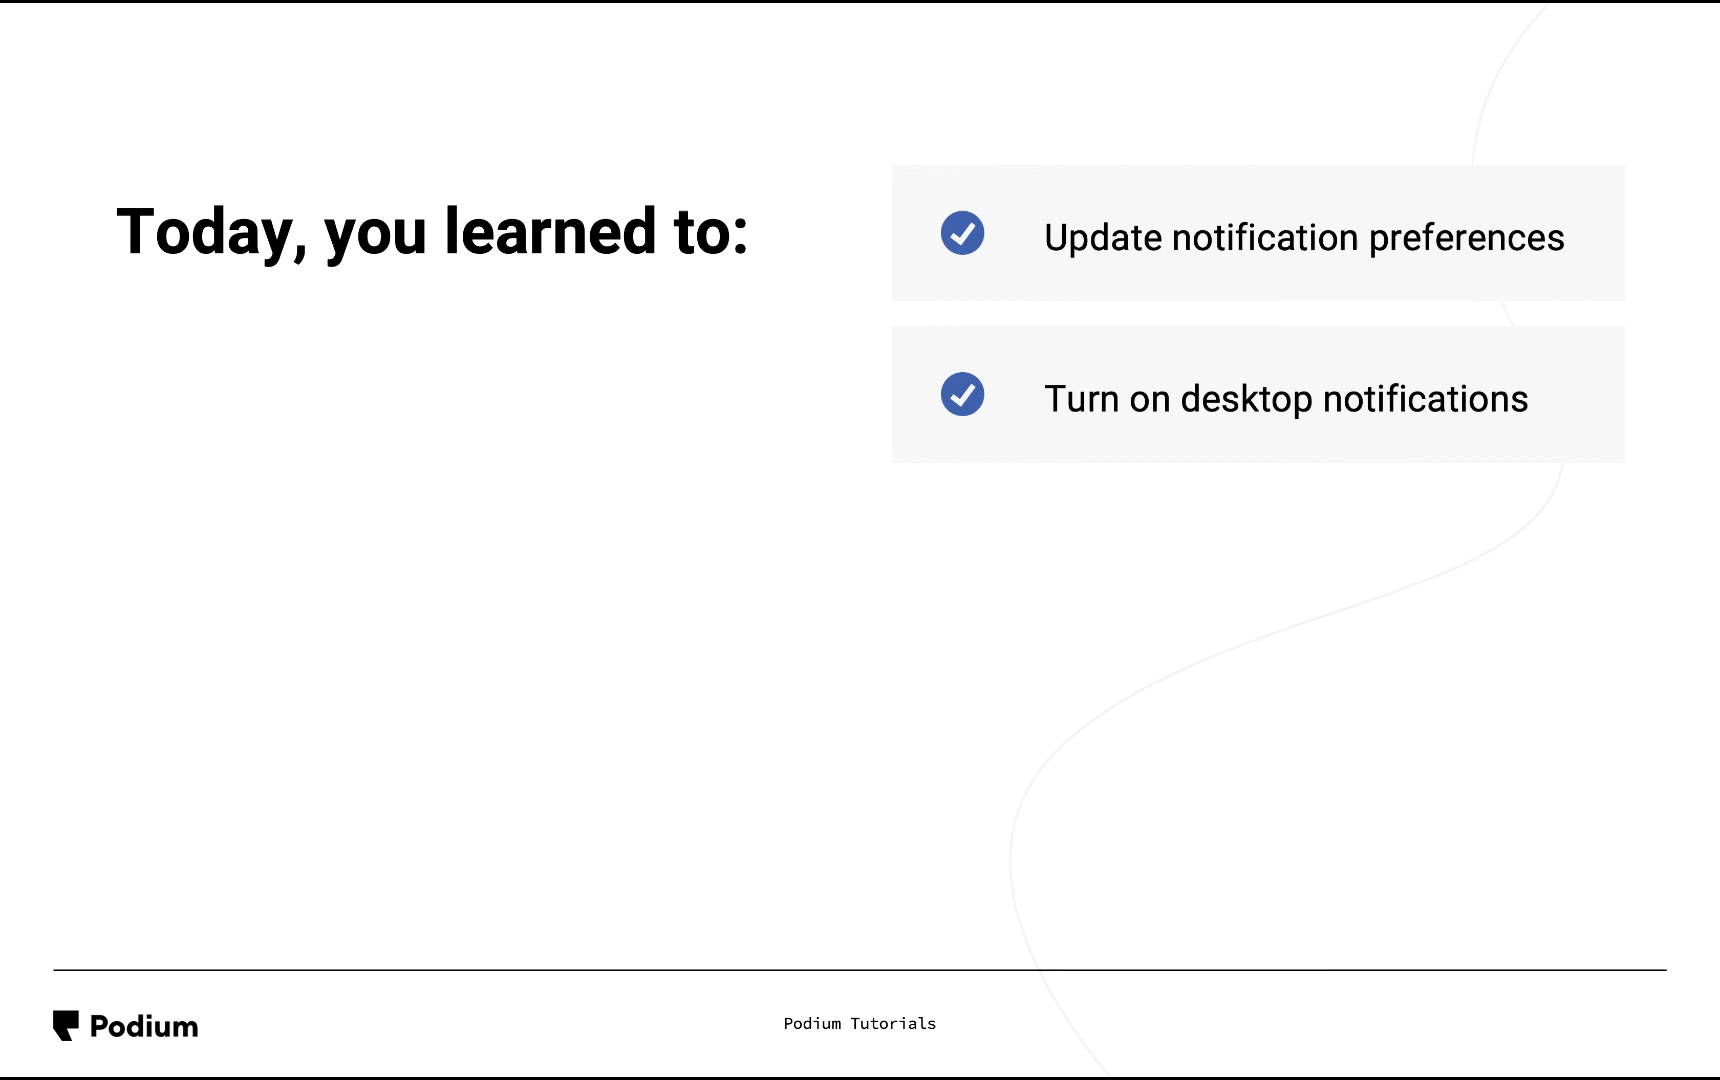 Today, you learned to:
Update notification preferences
Turn on desktop notifications
Podium
Podium Tutorials